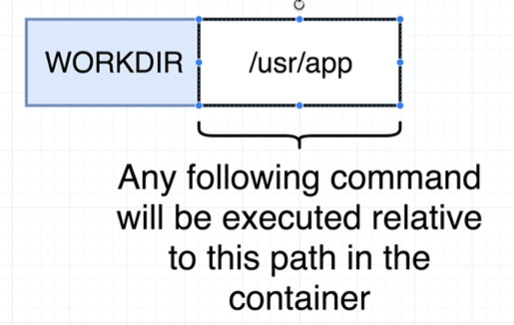 WORKDIR /usr/app
Any following command
will be executed relative
to this path in the
container